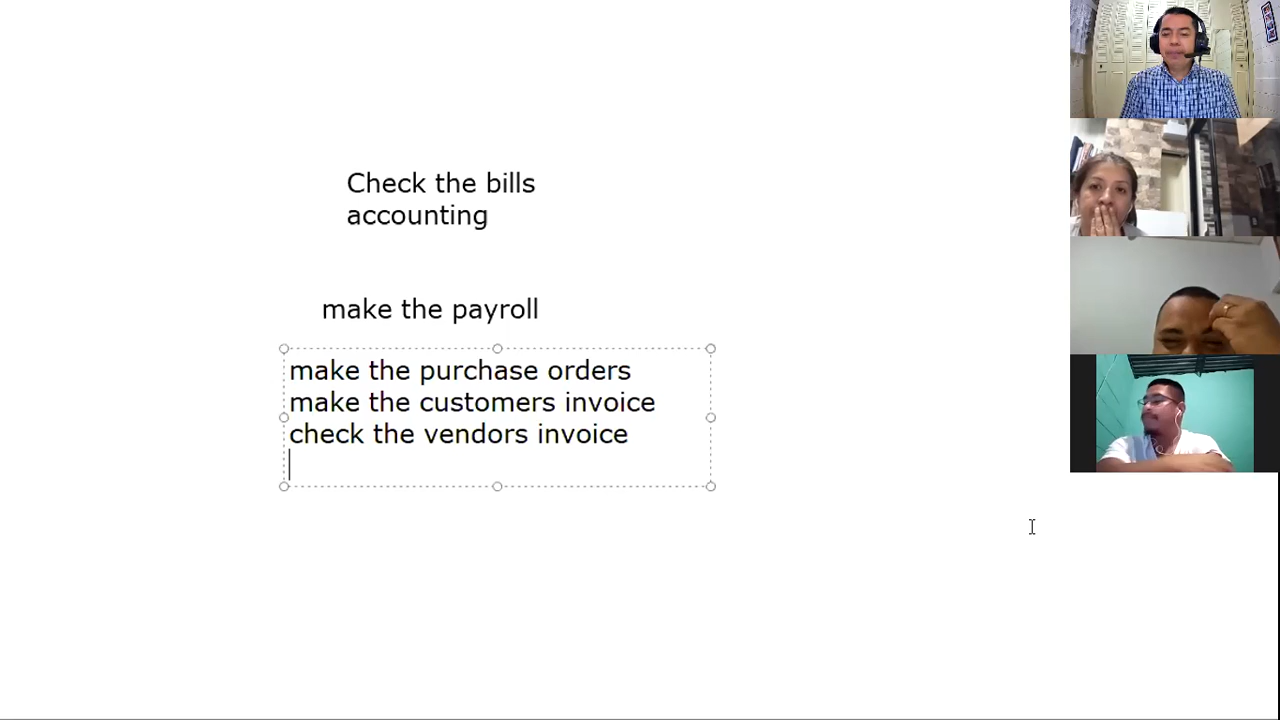 Check the bills
accounting
make the payroll
make the purchase orders
make the customers invoice
check the vendors invoice